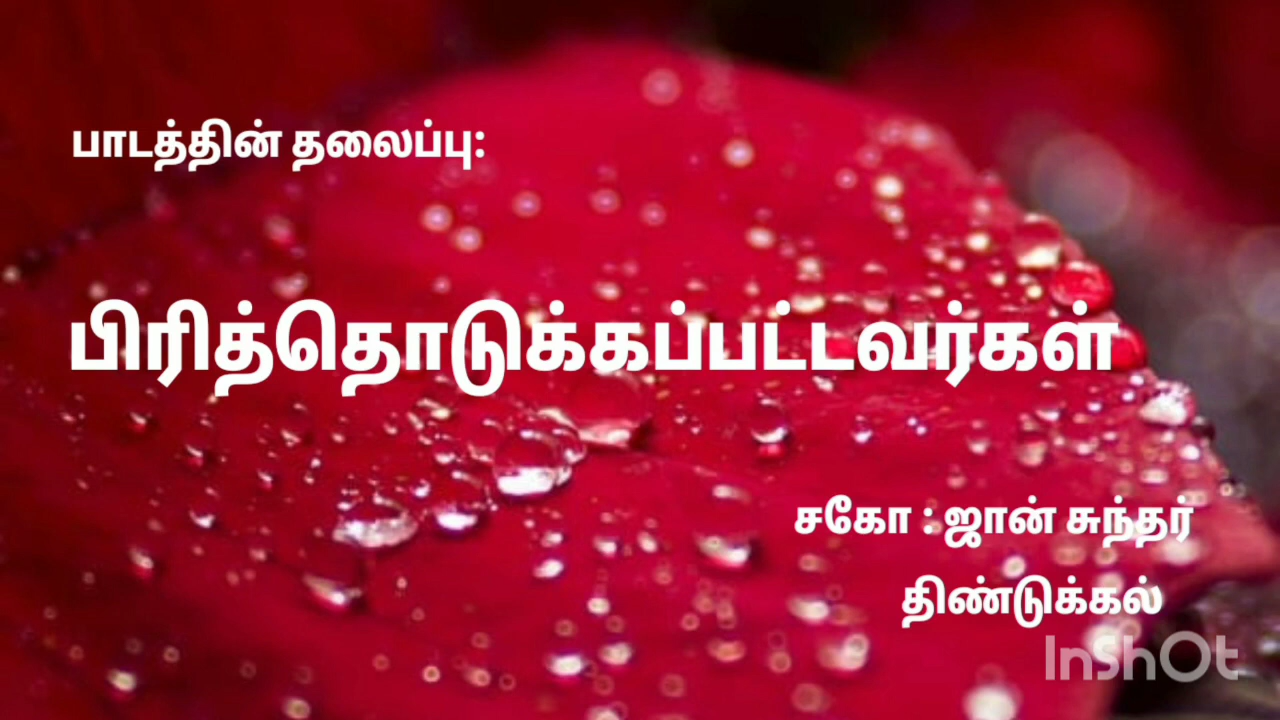 பாடத்தின் தலைப்பு:
பிரித்தொடுக்கப்பட்டவர்கள்
சகோ : ஜான் சுந்தர்
திண்டுக்கல்
InShOt